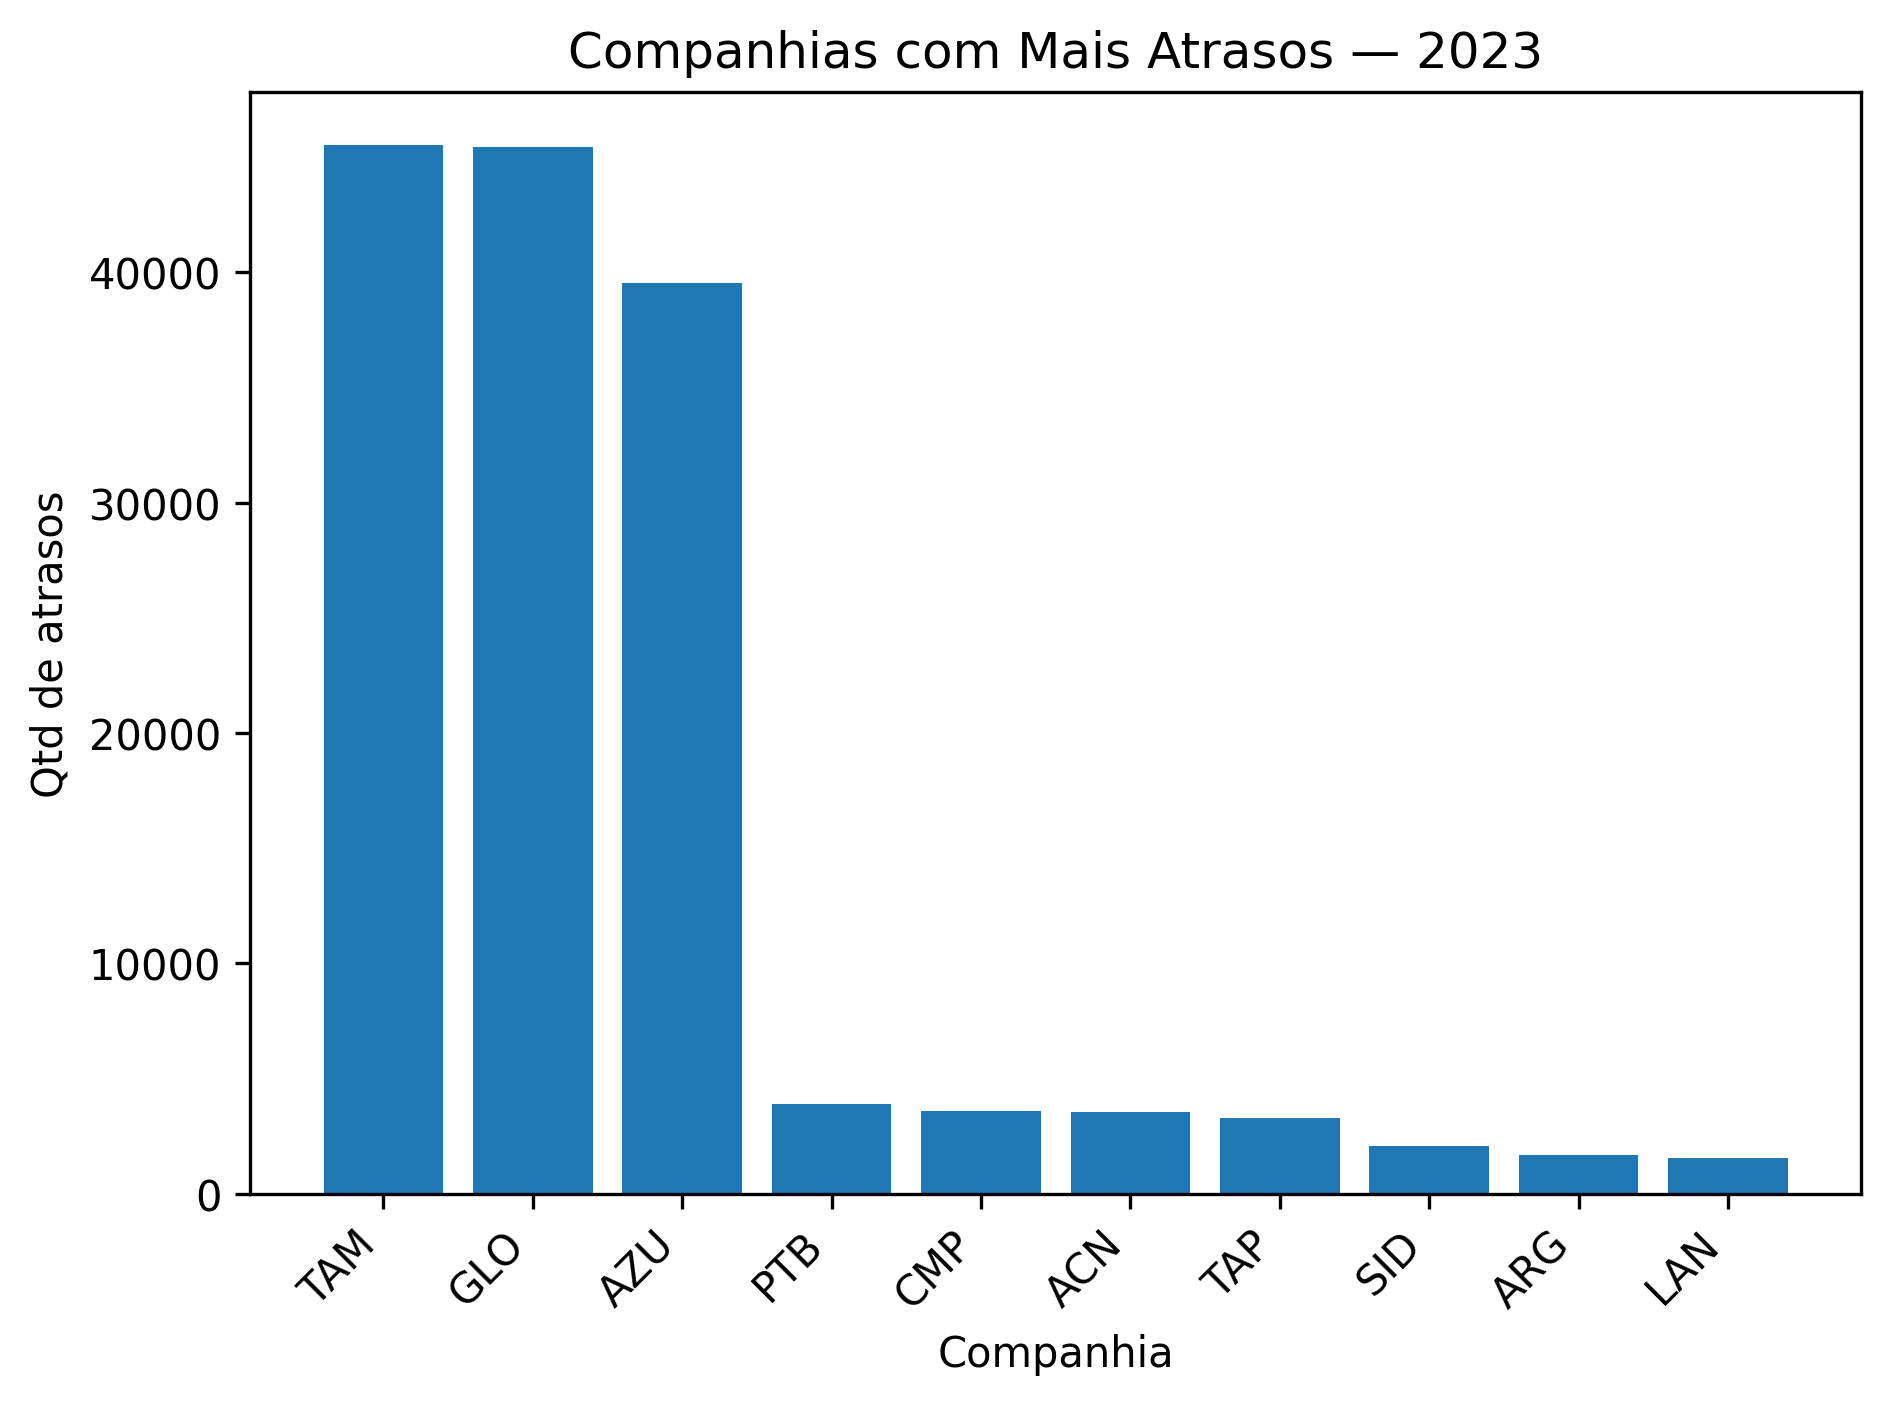 Companhias com Mais Atrasos — 2023
Qtd de atrasos
40000
30000
20000
10000
0
TAM
GLO
AZU
PTB
CMP
ACN
TAP
SID
ARG
LAN
Companhia